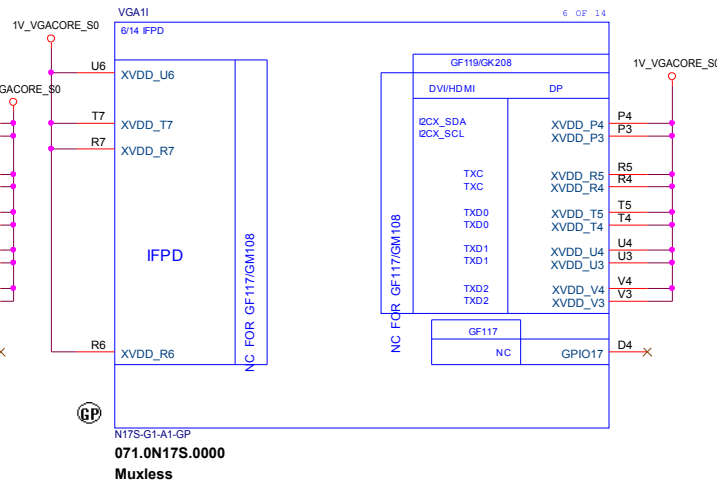 VGA1I
6 OF 14
1V_VGACORE_S0
6/14 IFPD
U6
XVDD_U6
GACORE_S0
T7
XVDD_T7
R7
XVDD_R7
IFPD
NC FOR GF117/GM108
R6
XVDD_R6
GF119/GK208
DVI/HDMI
DP
1V_VGACORE_S0
I2CX_SDA
I2CX_SCL
XVDD_P4
XVDD_P3
P4
P3
TXC
TXC
XVDD_R5
XVDD_R4
R5
R4
TXD0
TXD0
XVDD_T5
XVDD_T4
T5
T4
TXD1
TXD1
XVDD_U4
XVDD_U3
U4
U3
TXD2
TXD2
XVDD_V4
XVDD_V3
V4
V3
NC FOR GF117/GM108
GF117
NC
GPIO17
D4
GP
N17S-G1-A1-GP
071.0N17S.0000
Muxless